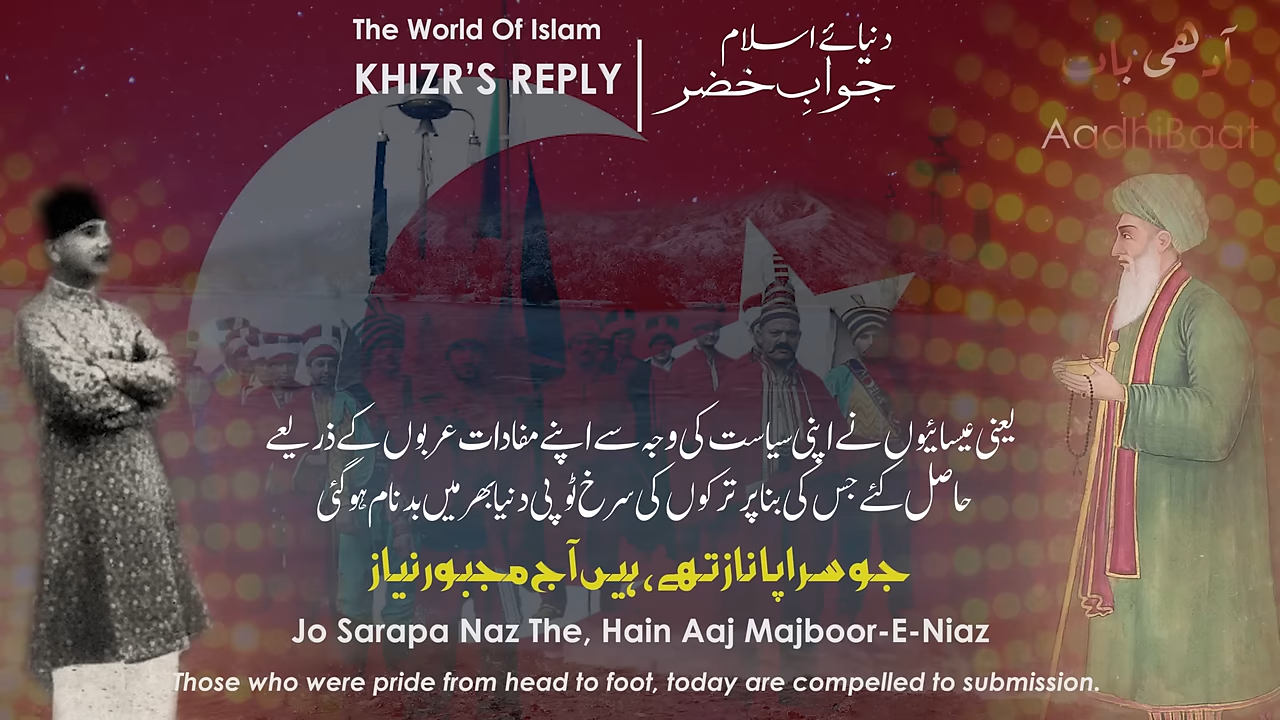 The World Of Islam
KHIZR'S REPLY
دنیائے اسلام
جوابِ خضر
آدھی بات
AadhiBaat
یعنی عیسائیوں نے اپنی سیاست کی وجہ سے اپنے مفادات عربوں کے ذریعے
حاصل کئے جس کی بنا پر ترکوں کی سرخ ٹوپی دنیا بھر میں بدنام ہوگئی
جو سراپا ناز تھے، ہیں آج مجبورِ نیاز
Jo Sarapa Naz The, Hain Aaj Majboor-E-Niaz
Those who were pride from head to foot, today are compelled to submission.